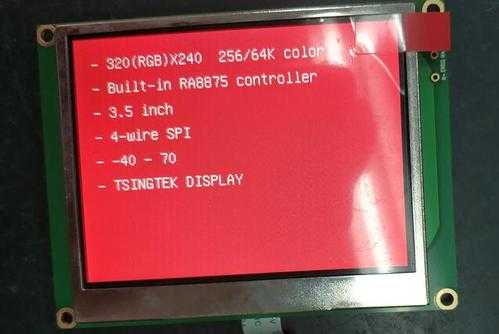 - 320(RGB)X240  256/64K color
- Built-in RA8875 controller
- 3.5 inch
- 4-wire SPI
- -40 - 70
- TSINGTEK DISPLAY